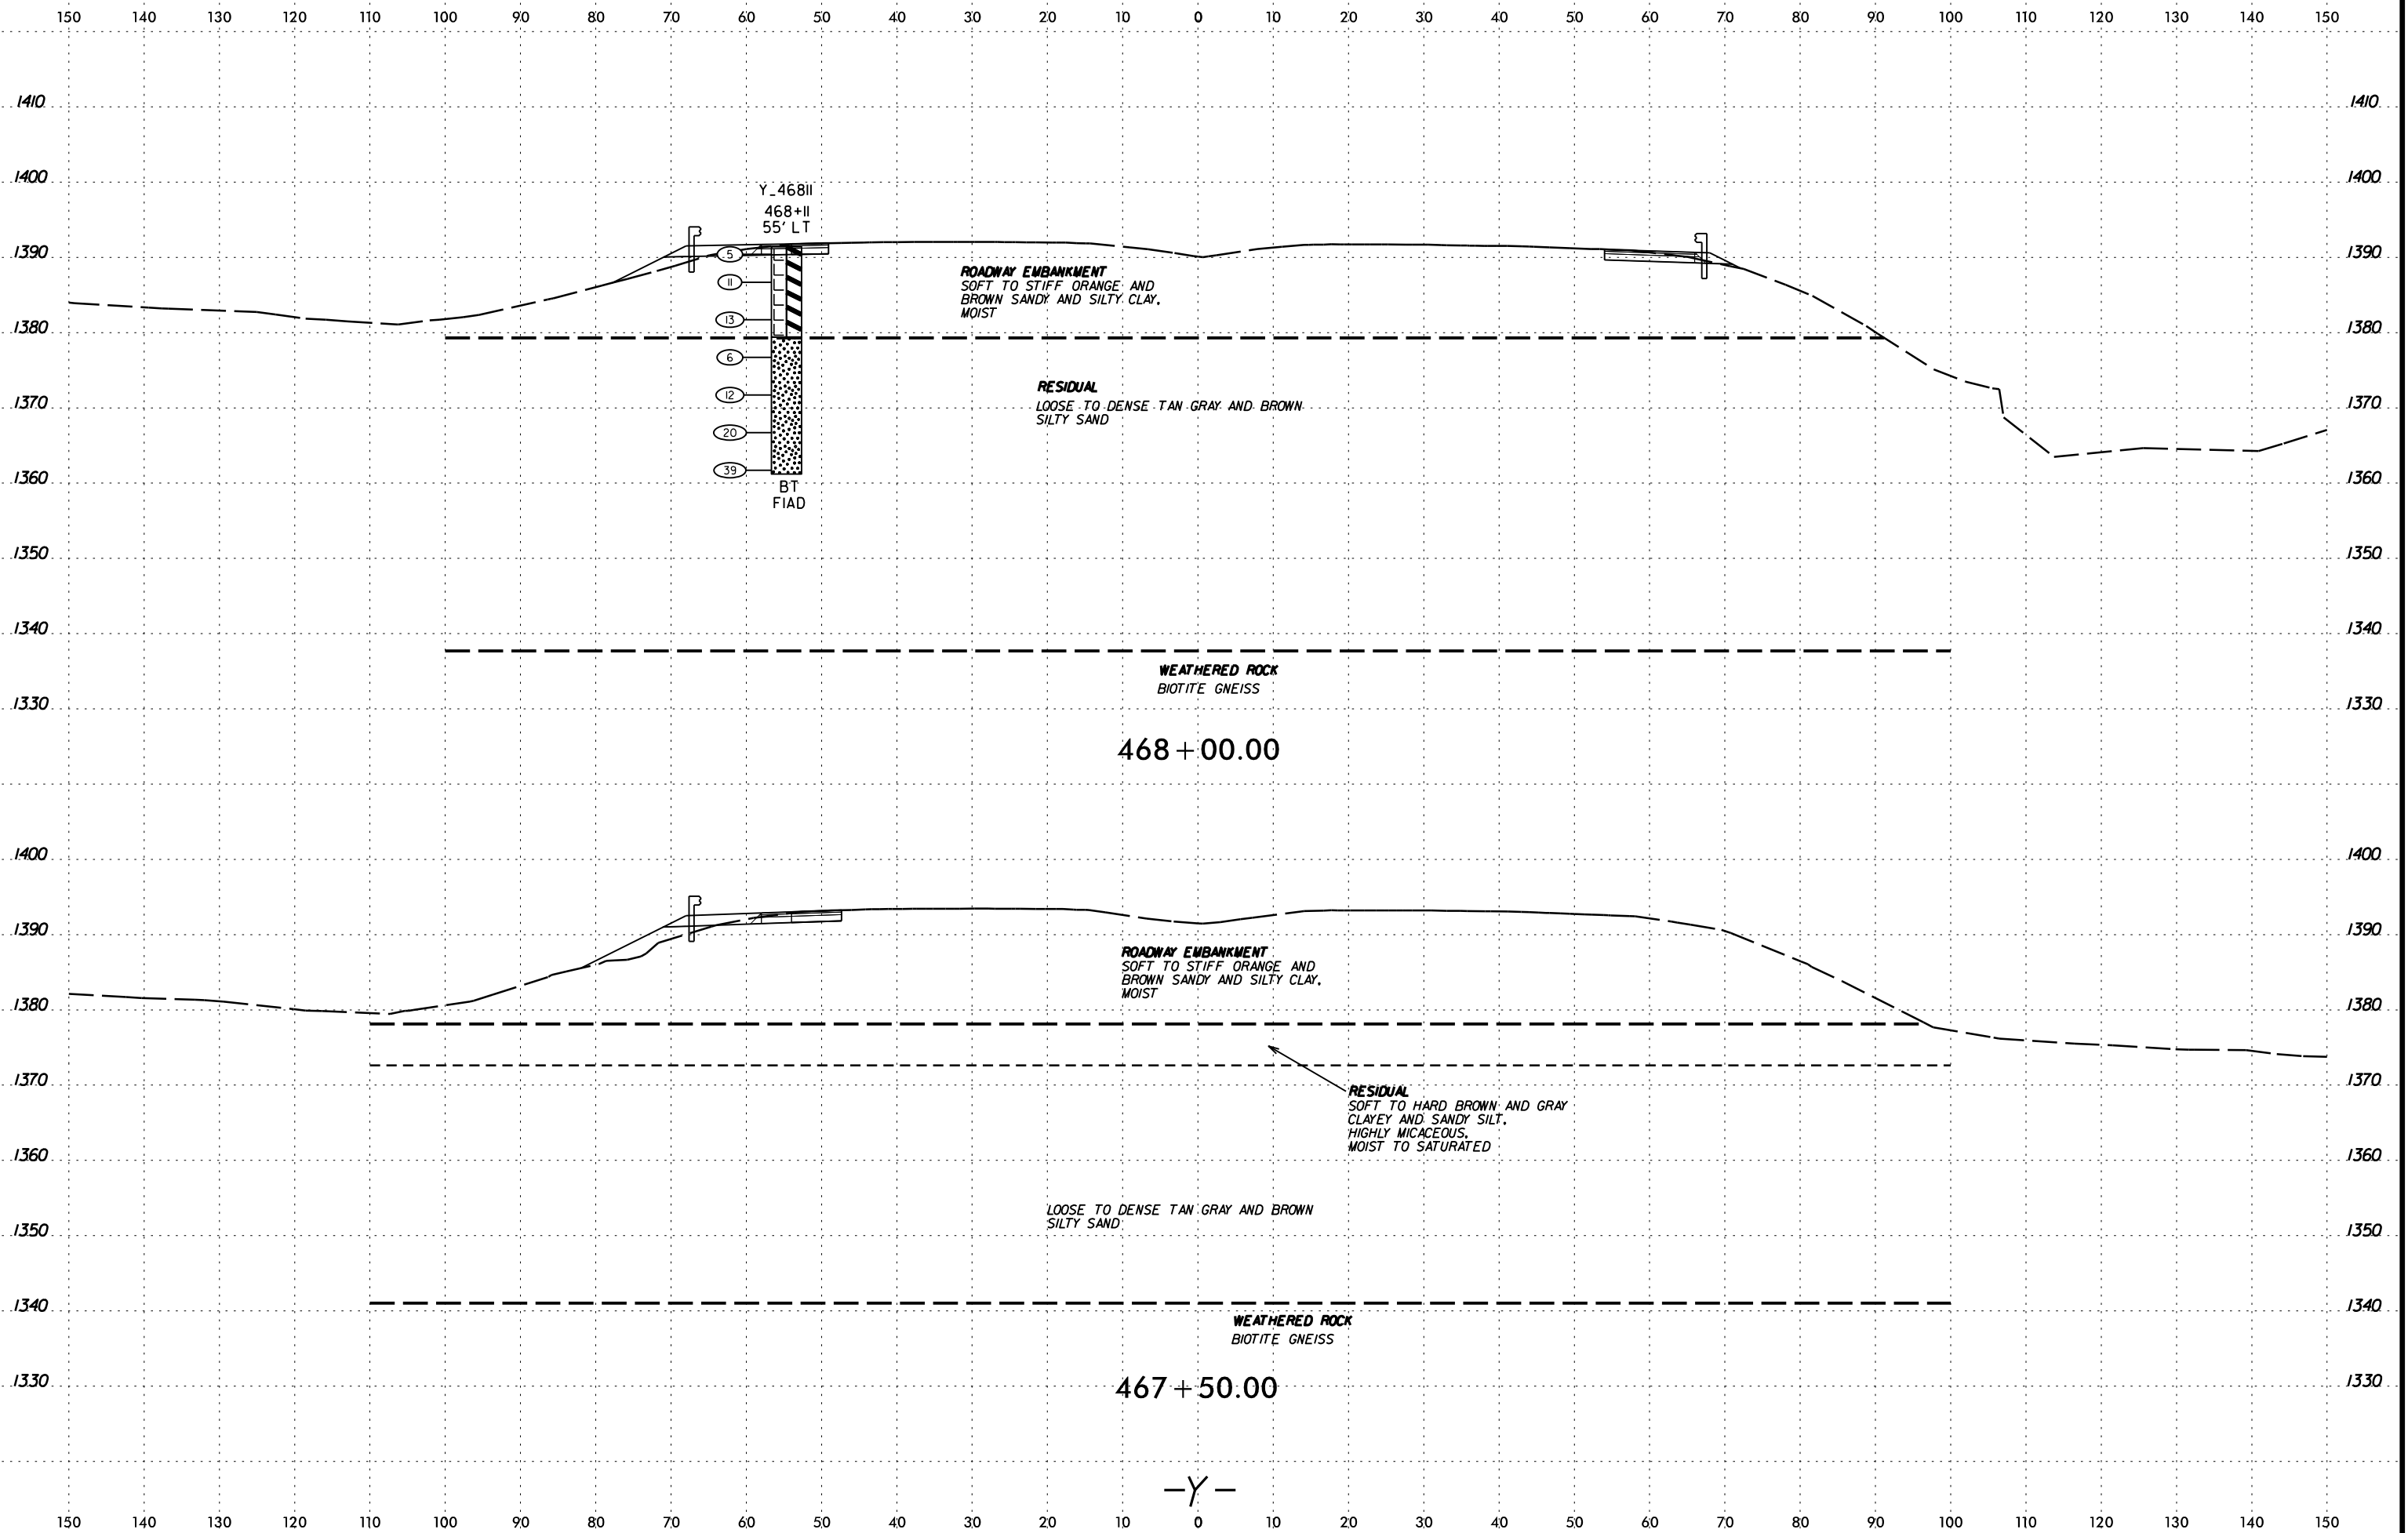 150 140 130 120 110 100 90 80 70 60 50 40 30 20 10 0 10 20 30 40 50 60 70 80 90 100 110 120 130 140 150
1410 1410
1400 1400
Y_46811
468+11
55' LT
1390 1390
5
ROADWAY EMBANKMENT
SOFT TO STIFF ORANGE AND
BROWN SANDY AND SILTY CLAY,
MOIST
11
13
1380 1380
6
RESIDUAL
LOOSE TO DENSE TAN GRAY AND BROWN
SILTY SAND
12
1370 1370
20
39
1360 1360
BT
FIAD
1350 1350
1340 1340
WEATHERED ROCK
BIOTITE GNEISS
1330 1330
468+00.00
1400 1400
1390 1390
ROADWAY EMBANKMENT
SOFT TO STIFF ORANGE AND
BROWN SANDY AND SILTY CLAY,
MOIST
1380 1380
1370 1370
RESIDUAL
SOFT TO HARD BROWN AND GRAY
CLAYEY AND SANDY SILT,
HIGHLY MICACEOUS,
MOIST TO SATURATED
1360 1360
LOOSE TO DENSE TAN GRAY AND BROWN
SILTY SAND
1350 1350
1340 1340
WEATHERED ROCK
BIOTITE GNEISS
1330 1330
467+50.00
-Y-
150 140 130 120 110 100 90 80 70 60 50 40 30 20 10 0 10 20 30 40 50 60 70 80 90 100 110 120 130 140 150